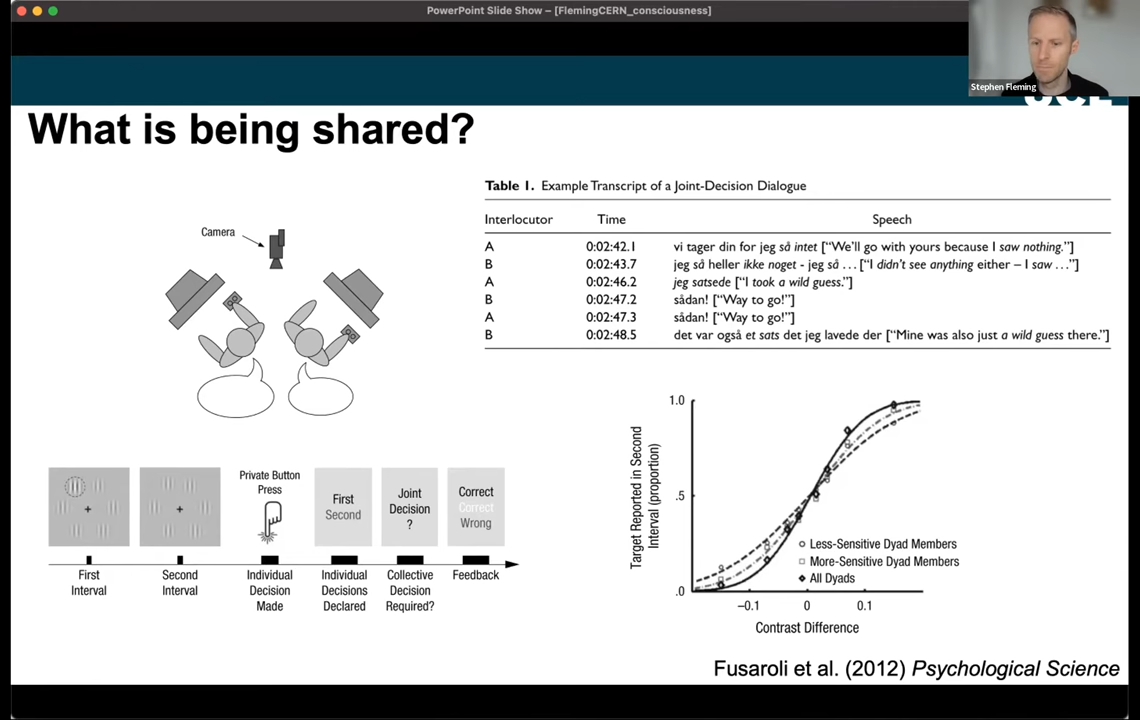 PowerPoint Slide Show – [FlemingCERN_consciousness]
Stephen Fleming
What is being shared?
Camera
Table 1. Example Transcript of a Joint-Decision Dialogue
Interlocutor Time Speech
A 0:02:42.1 vi tager din for jeg så intet [“We’ll go with yours because I saw nothing.”]
B 0:02:43.7 jeg så heller ikke noget - jeg så . . . [“I didn’t see anything either – I saw . . .”]
A 0:02:46.2 jeg satsede [“I took a wild guess.”]
B 0:02:47.2 sådan! [“Way to go!”]
A 0:02:47.3 sådan! [“Way to go!”]
B 0:02:48.5 det var også et sats det jeg lavede der [“Mine was also just a wild guess there.”]
Private Button
Press
First
Second
Joint
Decision
?
Correct
Correct
Wrong
First
Interval
Second
Interval
Individual
Decision
Made
Individual
Decisions
Declared
Collective
Decision
Required?
Feedback
Target Reported in Second
Interval (proportion)
1.0
.5
.0
–0.1 0 0.1
Contrast Difference
Less-Sensitive Dyad Members
More-Sensitive Dyad Members
All Dyads
Fusaroli et al. (2012) Psychological Science